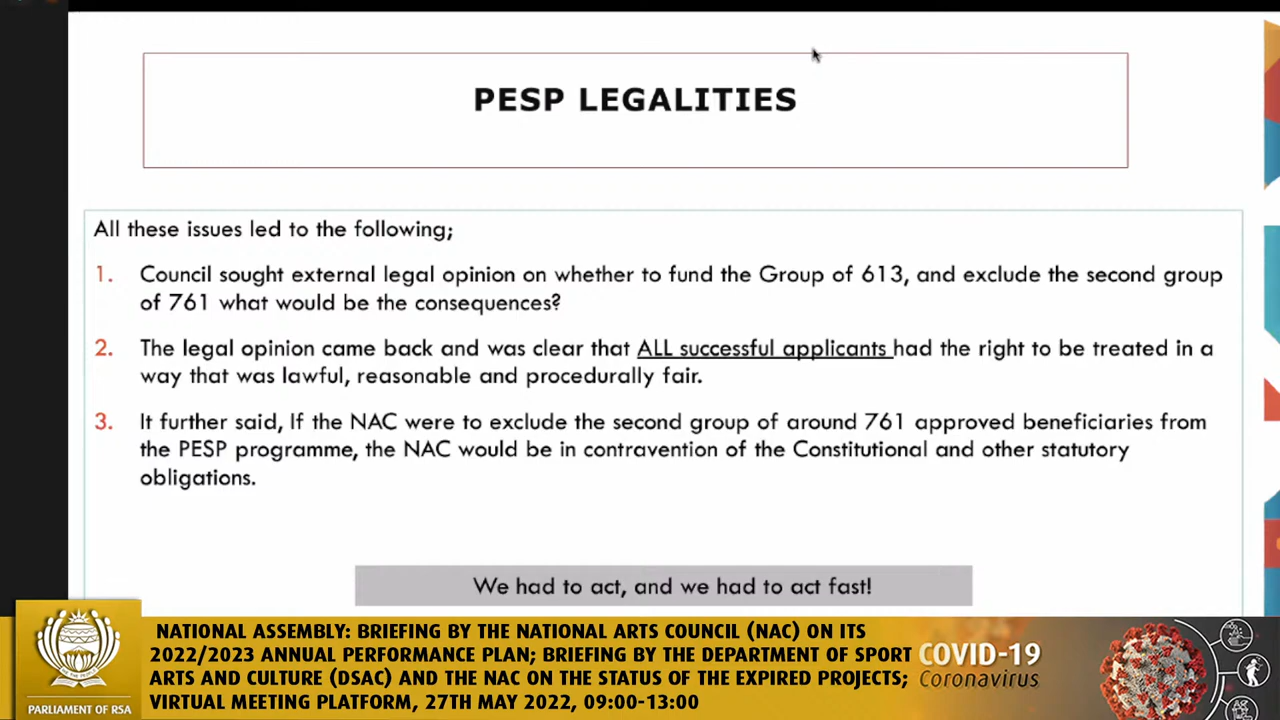 PESP LEGALITIES
All these issues led to the following;
1. Council sought external legal opinion on whether to fund the Group of 613, and exclude the second group
of 761 what would be the consequences?
2. The legal opinion came back and was clear that ALL successful applicants had the right to be treated in a
way that was lawful, reasonable and procedurally fair.
3. It further said, If the NAC were to exclude the second group of around 761 approved beneficiaries from
the PESP programme, the NAC would be in contravention of the Constitutional and other statutory
obligations.
We had to act, and we had to act fast!
NATIONAL ASSEMBLY: BRIEFING BY THE NATIONAL ARTS COUNCIL (NAC) ON ITS
2022/2023 ANNUAL PERFORMANCE PLAN; BRIEFING BY THE DEPARTMENT OF SPORT
ARTS AND CULTURE (DSAC) AND THE NAC ON THE STATUS OF THE EXPIRED PROJECTS;
VIRTUAL MEETING PLATFORM, 27TH MAY 2022, 09:00-13:00
PARLIAMENT OF RSA
COVID-19
Coronavirus